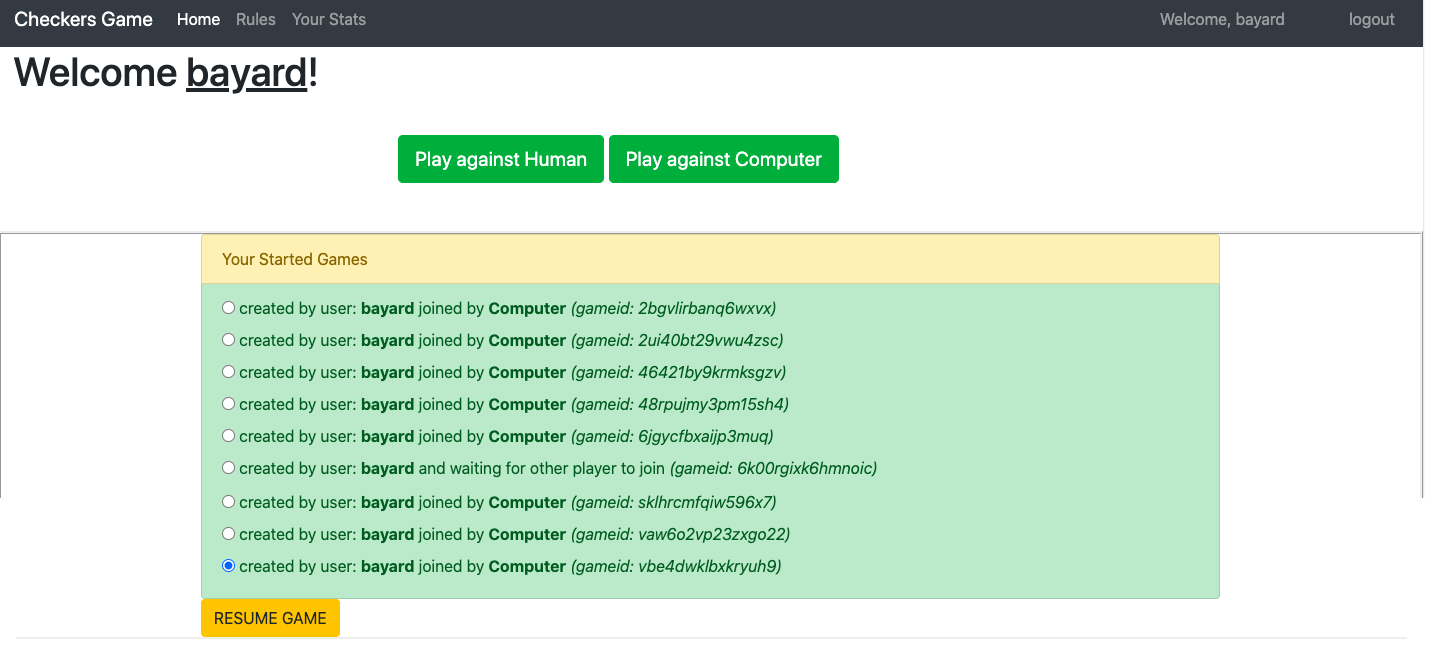 Checkers Game Home Rules Your Stats Welcome, bayard logout
Welcome bayard!
Play against Human Play against Computer
Your Started Games
created by user: bayard joined by Computer (gameid: 2bgvlirbanq6wxvx)
created by user: bayard joined by Computer (gameid: 2ui40bt29vwu4zsc)
created by user: bayard joined by Computer (gameid: 46421by9krmksgzv)
created by user: bayard joined by Computer (gameid: 48rpujmy3pm15sh4)
created by user: bayard joined by Computer (gameid: 6jgycfbxaijp3muq)
created by user: bayard and waiting for other player to join (gameid: 6k00rgixk6hmnoic)
created by user: bayard joined by Computer (gameid: sklhrcmfqiw596x7)
created by user: bayard joined by Computer (gameid: vaw6o2vp23zxgo22)
created by user: bayard joined by Computer (gameid: vbe4dwklbxkryuh9)
RESUME GAME